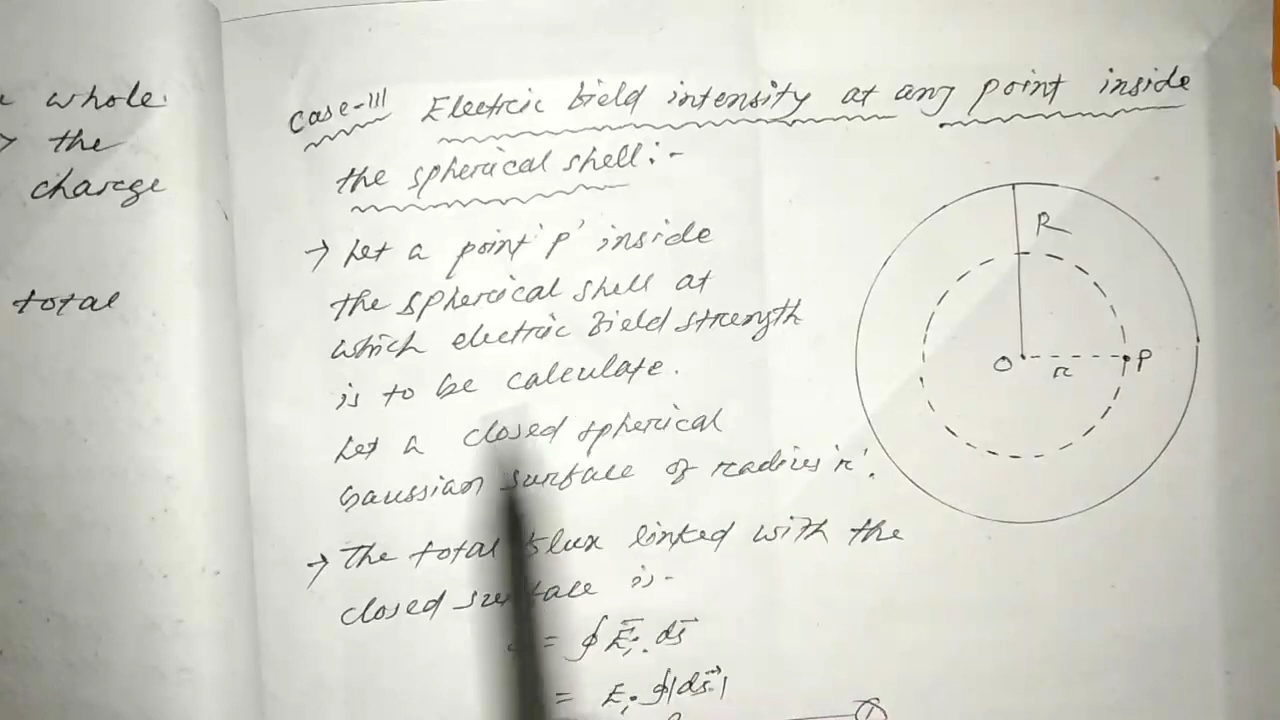 whole
the
charge
total
Case-III Electric field intensity at any point inside
the spherical shell:-
→ Let a point 'P' inside
the spherical shell at
which electric field strength
is to be calculate.
Let a closed spherical
Gaussian surface of radius 'r'.
→ The total flux linked with the
closed surface is-
= ∮ E⃗i . ds⃗
= Ei ∮|ds⃗|
R
O
r
P